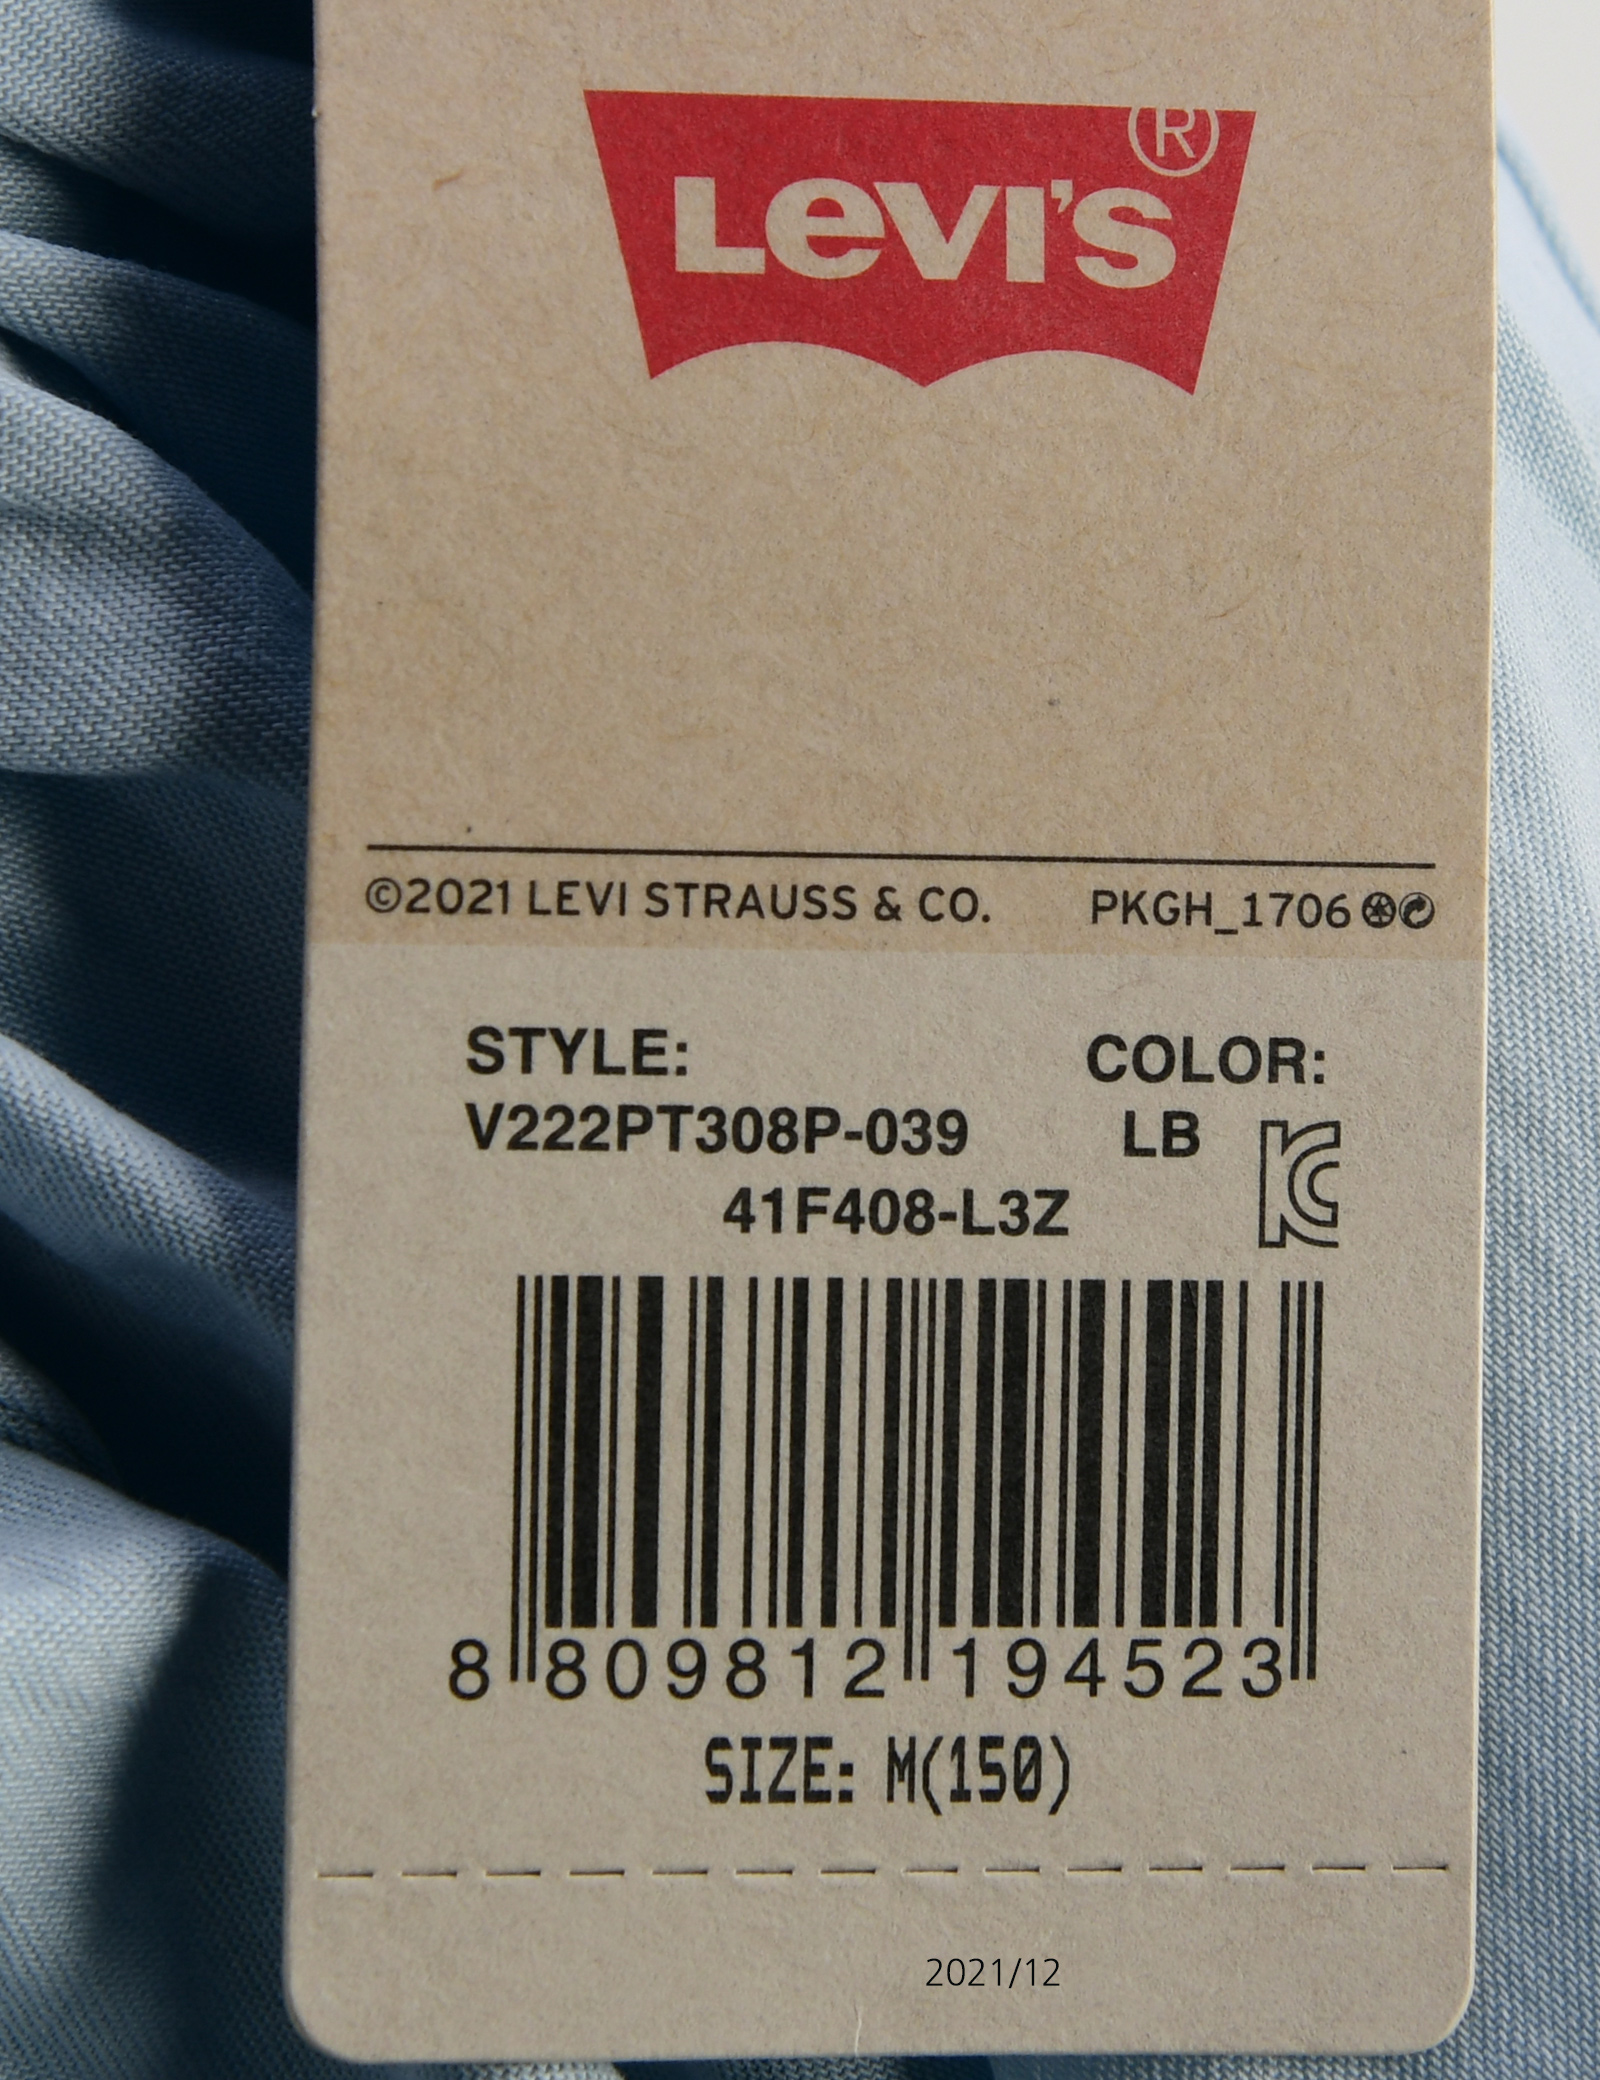 LEVI'S®
©2021 LEVI STRAUSS & CO. PKGH_1706
STYLE: COLOR:
V222PT308P-039 LB
41F408-L3Z
8 809812 194523
SIZE: M(150)
2021/12